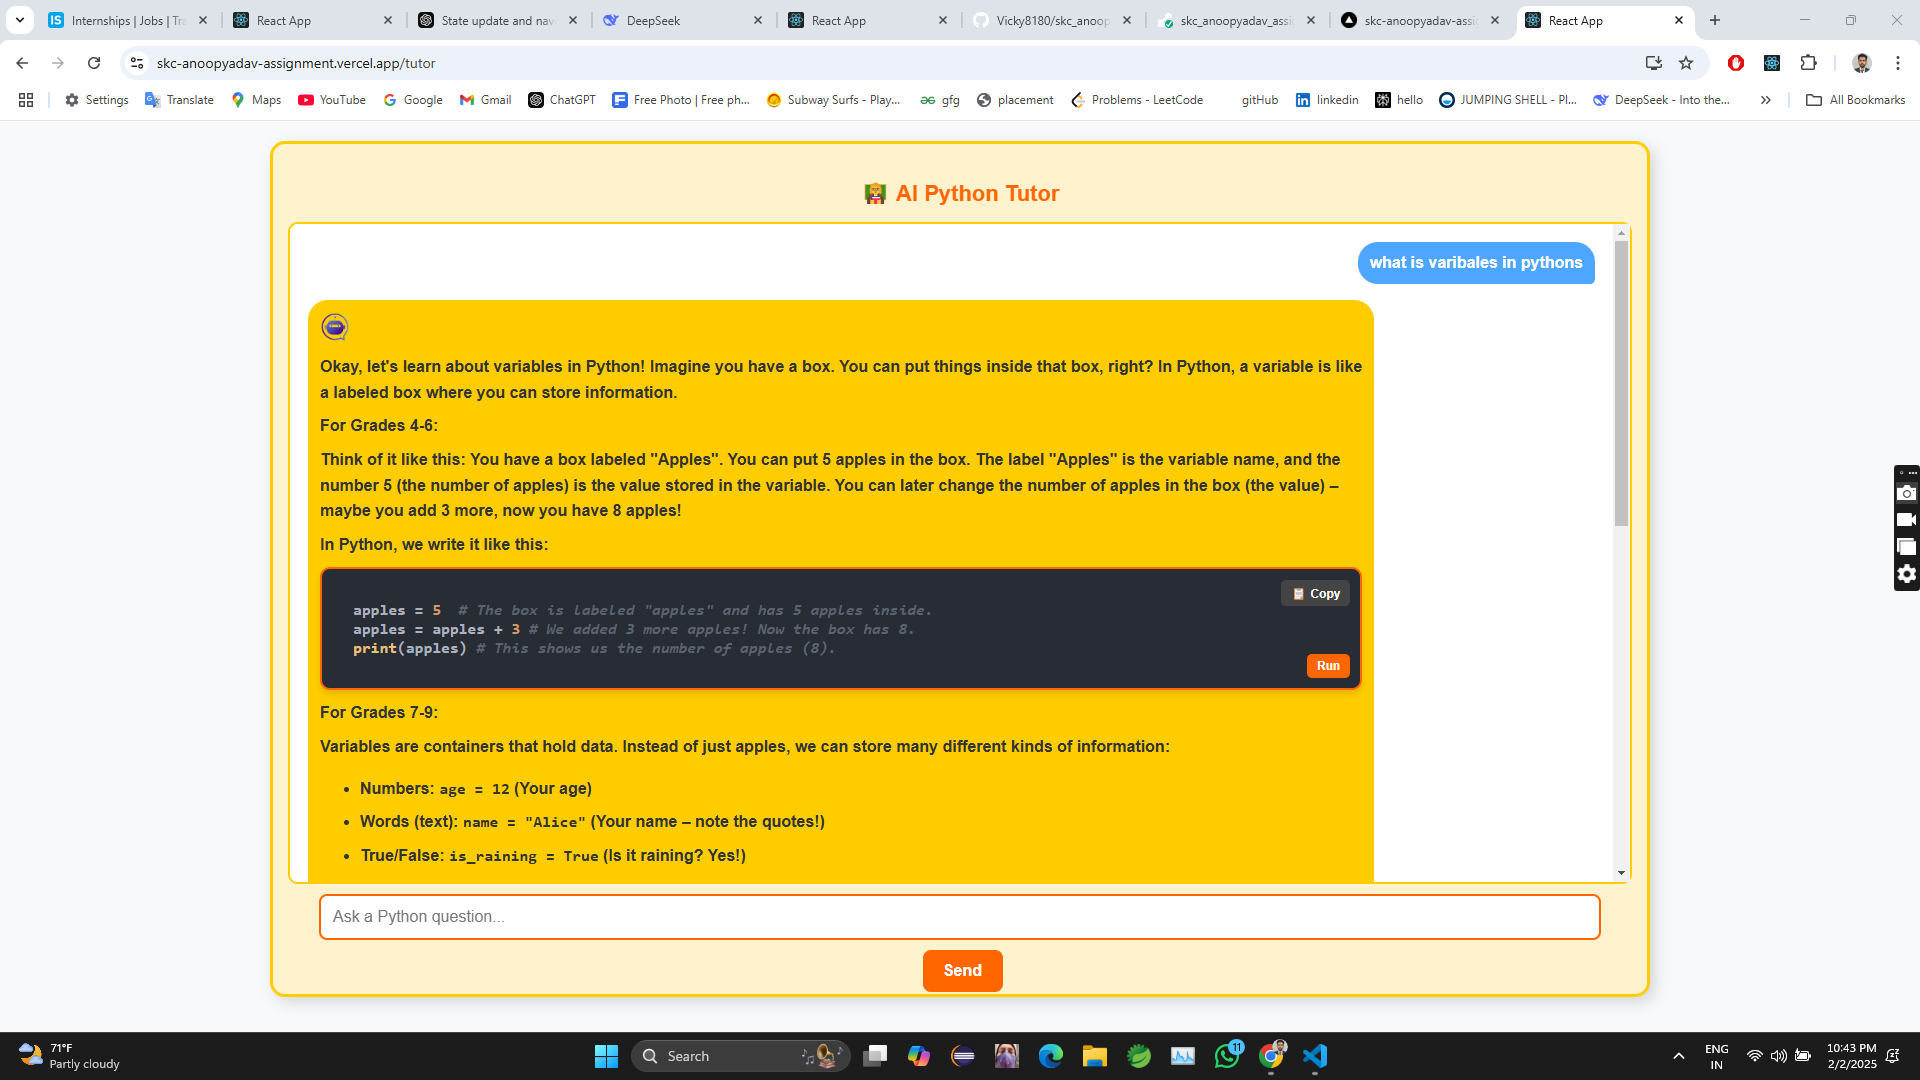 Internships | Jobs | Tra
React App
State update and nav
DeepSeek
React App
Vicky8180/skc_anoop
skc_anoopyadav_assi
skc-anoopyadav-assig
React App
skc-anoopyadav-assignment.vercel.app/tutor
Settings
Translate
Maps
YouTube
Google
Gmail
ChatGPT
Free Photo | Free ph...
Subway Surfs - Play...
gfg
placement
Problems - LeetCode
gitHub
linkedin
hello
JUMPING SHELL - Pl...
DeepSeek - Into the...
All Bookmarks
AI Python Tutor
what is varibales in pythons
Okay, let's learn about variables in Python! Imagine you have a box. You can put things inside that box, right? In Python, a variable is like
a labeled box where you can store information.
For Grades 4-6:
Think of it like this: You have a box labeled "Apples". You can put 5 apples in the box. The label "Apples" is the variable name, and the
number 5 (the number of apples) is the value stored in the variable. You can later change the number of apples in the box (the value) –
maybe you add 3 more, now you have 8 apples!
In Python, we write it like this:
Copy
apples = 5  # The box is labeled "apples" and has 5 apples inside.
apples = apples + 3 # We added 3 more apples! Now the box has 8.
print(apples) # This shows us the number of apples (8).
Run
For Grades 7-9:
Variables are containers that hold data. Instead of just apples, we can store many different kinds of information:
• Numbers: age = 12 (Your age)
• Words (text): name = "Alice" (Your name – note the quotes!)
• True/False: is_raining = True (Is it raining? Yes!)
Ask a Python question...
Send
71°F
Partly cloudy
Search
11
ENG
IN
10:43 PM
2/2/2025